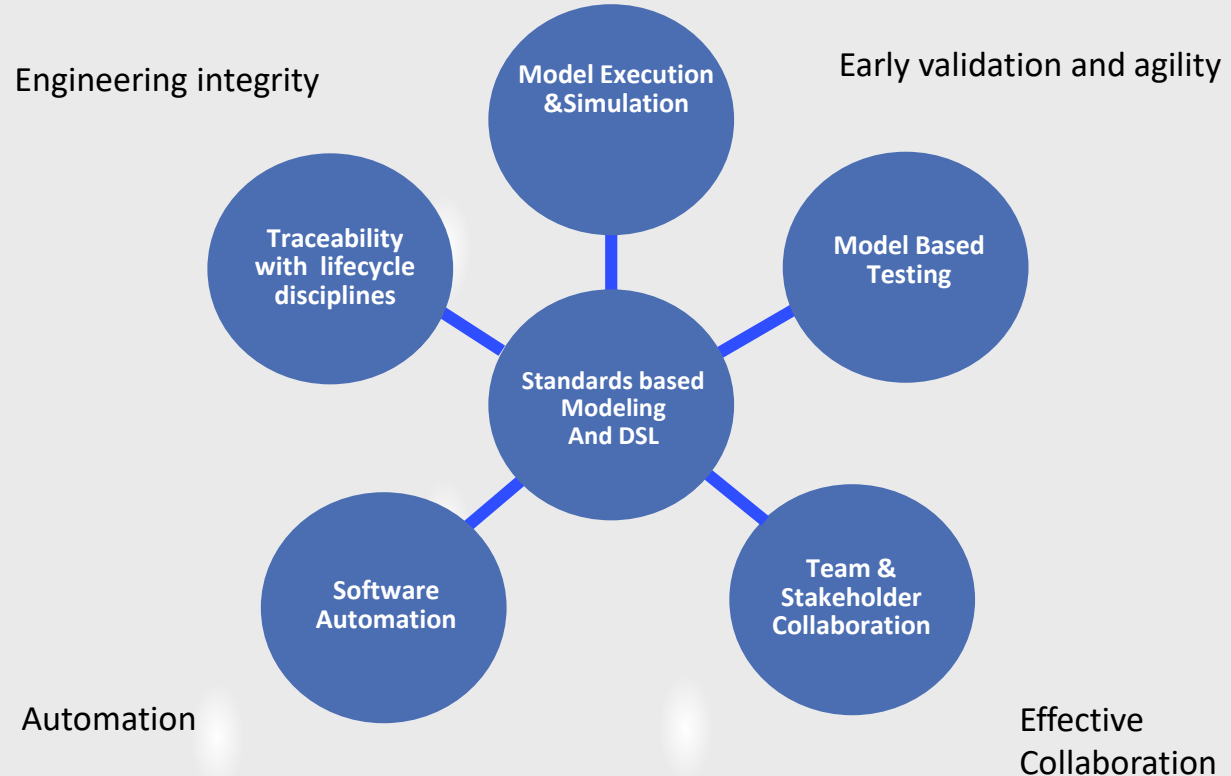 Engineering integrity
Model Execution
&Simulation
Early validation and agility
Traceability
with lifecycle
disciplines
Model Based
Testing
Standards based
Modeling
And DSL
Software
Automation
Team &
Stakeholder
Collaboration
Automation
Effective
Collaboration